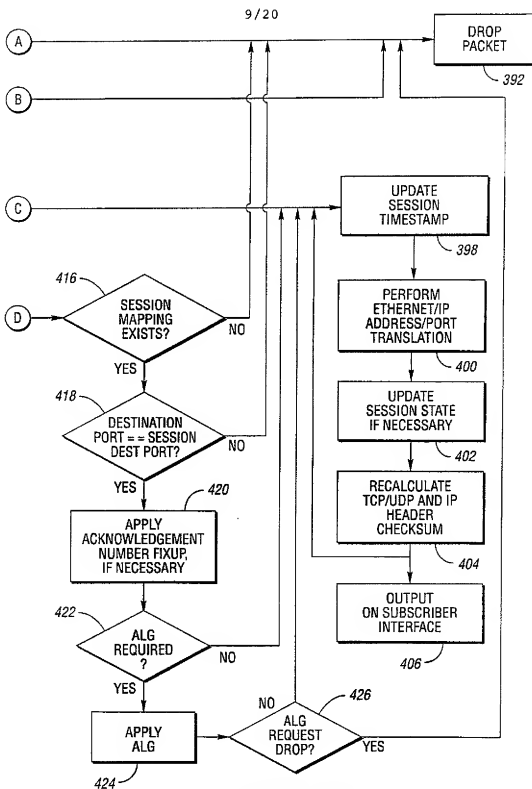 9/20
A
DROP
PACKET
392
B
C
UPDATE
SESSION
TIMESTAMP
398
416
SESSION
MAPPING
EXISTS?
D
NO
YES
PERFORM
ETHERNET/IP
ADDRESS/PORT
TRANSLATION
400
418
DESTINATION
PORT == SESSION
DEST PORT?
NO
YES
UPDATE
SESSION STATE
IF NECESSARY
402
420
APPLY
ACKNOWLEDGEMENT
NUMBER FIXUP,
IF NECESSARY
RECALCULATE
TCP/UDP AND IP
HEADER
CHECKSUM
404
422
ALG
REQUIRED
?
NO
YES
OUTPUT
ON SUBSCRIBER
INTERFACE
406
APPLY
ALG
424
NO
426
ALG
REQUEST
DROP?
YES